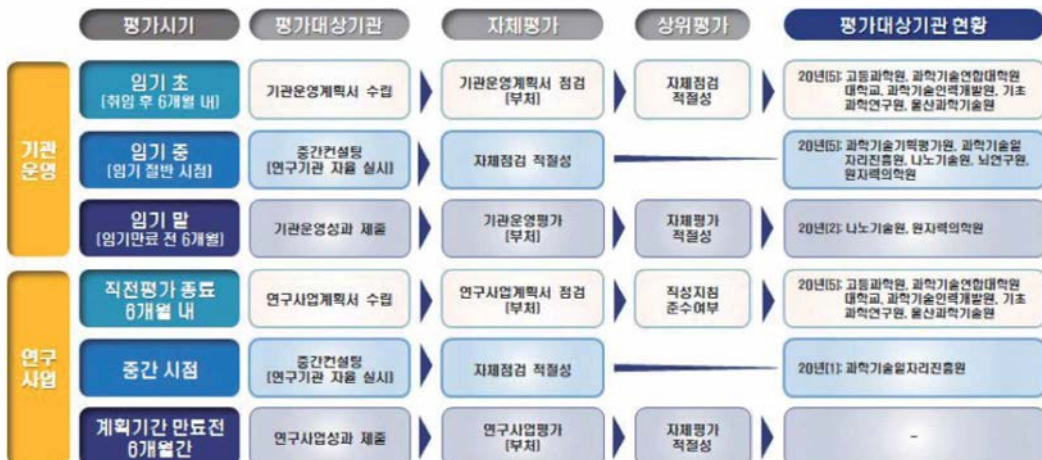 평가시기 평가대상기관 자체평가 상위평가 평가대상기관 현황
기관
운영
임기 초
(취임 후 6개월 내)
기관운영계획서 수립
기관운영계획서 점검
[부처]
자체점검
적절성
20년[5]: 고등과학원, 과학기술연합대학원
대학교, 과학기술인력개발원, 기초
과학연구원, 울산과학기술원
임기 중
(임기 절반 시점)
중간컨설팅
[연구기관 자율 실시]
자체점검 적절성
20년[5]: 과학기술기획평가원, 과학기술일
자리진흥원, 나노기술원, 뇌연구원,
원자력의학원
임기 말
(임기만료 전 6개월)
기관운영성과 제출
기관운영평가
[부처]
자체평가
적절성
20년[2]: 나노기술원, 원자력의학원
연구
사업
직전평가 종료
6개월 내
연구사업계획서 수립
연구사업계획서 점검
[부처]
작성지침
준수여부
20년[5]: 고등과학원, 과학기술연합대학원
대학교, 과학기술인력개발원, 기초
과학연구원, 울산과학기술원
중간 시점
중간컨설팅
[연구기관 자율 실시]
자체점검 적절성
20년[1]: 과학기술일자리진흥원
계획기간 만료전
6개월간
연구사업성과 제출
연구사업평가
[부처]
자체평가
적절성
-